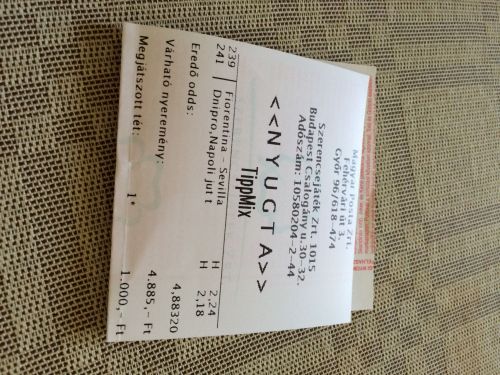 Magyar Posta Zrt.
Fehérvári út 3.
Győr 96/618-474
Szerencsejáték Zrt. 1015
Budapest Csalogány u.30-32.
Adószám: 10580204-2-44
<<NYUGTA>>
TippMix
239 Fiorentina - Sevilla H 2,24
241 Dnipro,Napoli jut t H 2,18
Eredő odds: 4,88320
Várható nyeremény: 4.885,- Ft
Megjátszott tét: 1* 1.000,- Ft